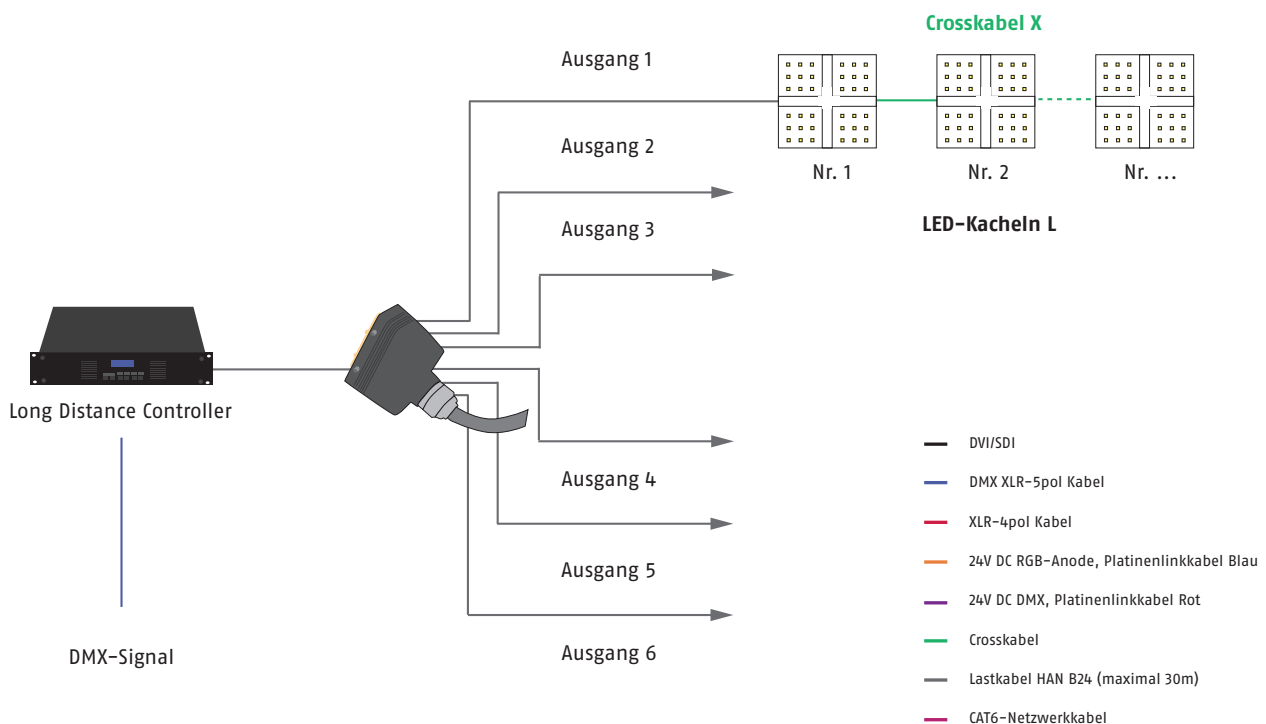 Crosskabel X
Ausgang 1
Ausgang 2
Nr. 1
Nr. 2
Nr. ...
Ausgang 3
LED-Kacheln L
Long Distance Controller
DMX-Signal
Ausgang 4
Ausgang 5
Ausgang 6
DVI/SDI
DMX XLR-5pol Kabel
XLR-4pol Kabel
24V DC RGB-Anode, Platinenlinkkabel Blau
24V DC DMX, Platinenlinkkabel Rot
Crosskabel
Lastkabel HAN B24 (maximal 30m)
CAT6-Netzwerkkabel